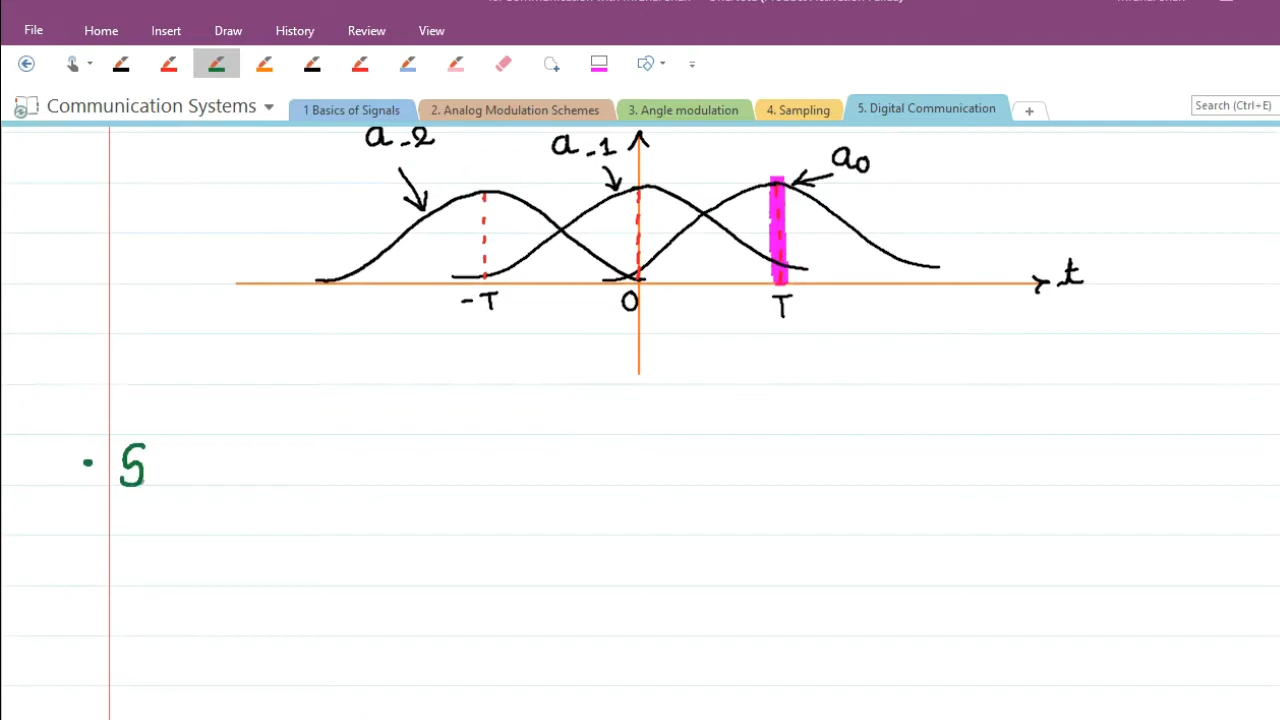 File Home Insert Draw History Review View
Communication Systems 1 Basics of Signals 2. Analog Modulation Schemes 3. Angle modulation 4. Sampling 5. Digital Communication + Search (Ctrl+E)
a-2 a-1 a0
t
-T 0 T
. S